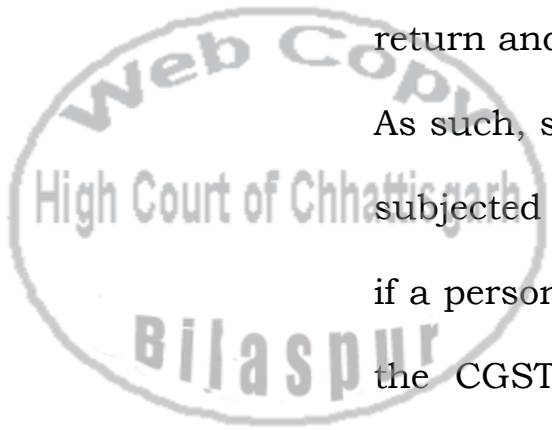 return and
As such, s
subjected
if a person
the CGST
Web Copy
High Court of Chhattisgarh
Bilaspur